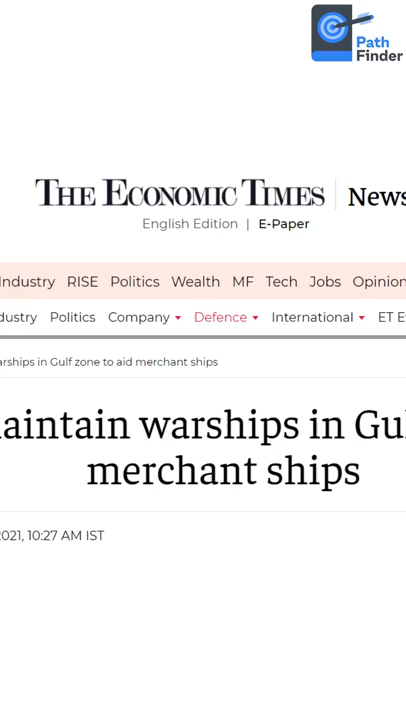 Path
Finder
THE ECONOMIC TIMES | News
English Edition | E-Paper
Industry RISE Politics Wealth MF Tech Jobs Opinion
dustry Politics Company Defence International ET E
arships in Gulf zone to aid merchant ships
aintain warships in Gul
merchant ships
2021, 10:27 AM IST